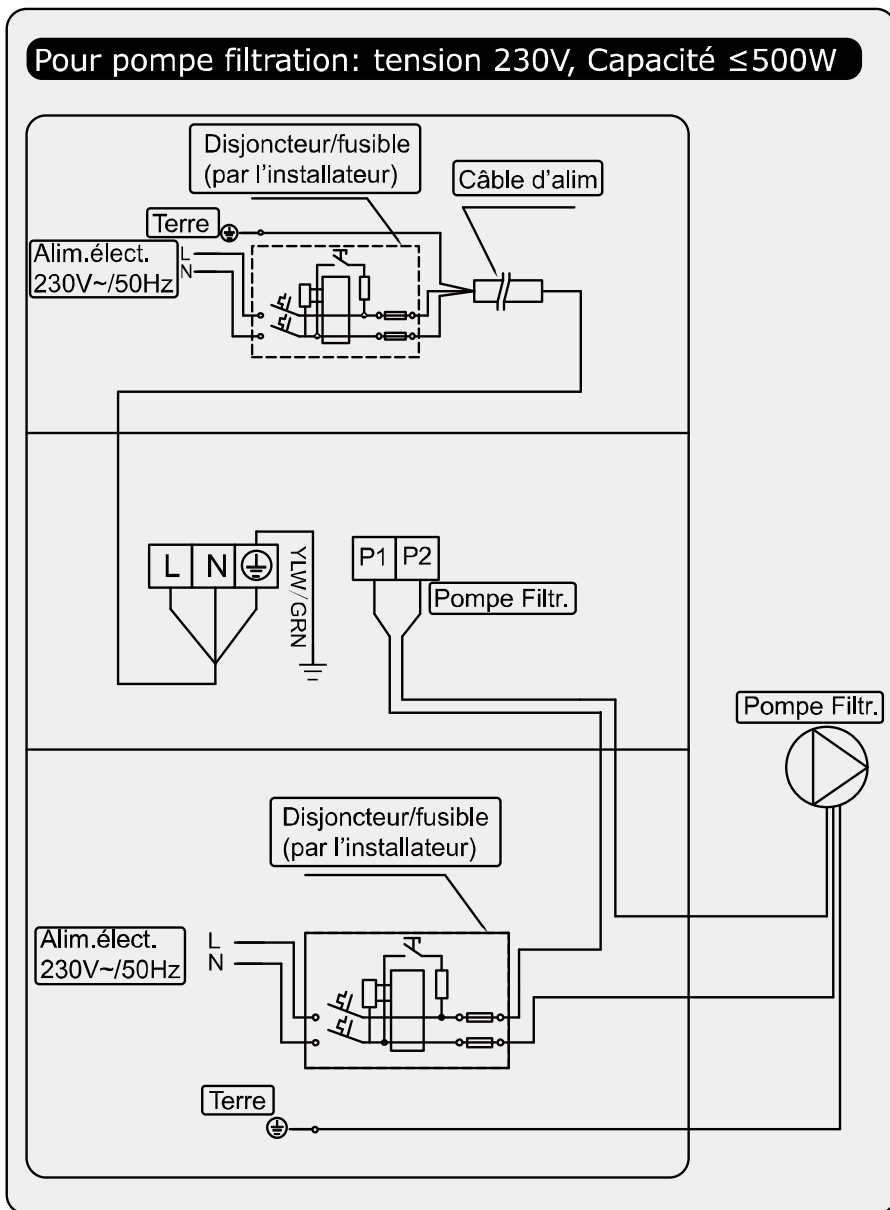 Pour pompe filtration: tension 230V, Capacité ≤500W
Disjoncteur/fusible
(par l'installateur)
Câble d'alim
Terre
Alim.élect.
230V~/50Hz
L
N
L N
YLW/GRN
P1 P2
Pompe Filtr.
Pompe Filtr.
Disjoncteur/fusible
(par l'installateur)
Alim.élect.
230V~/50Hz
L
N
Terre